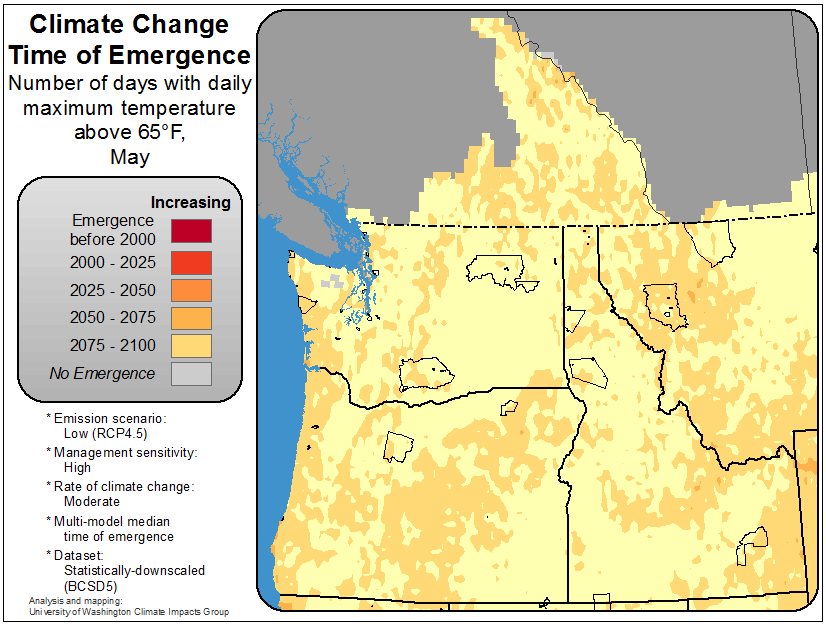 Climate Change
Time of Emergence
Number of days with daily
maximum temperature
above 65°F,
May
Increasing
Emergence
before 2000
2000 - 2025
2025 - 2050
2050 - 2075
2075 - 2100
No Emergence
* Emission scenario:
Low (RCP4.5)
* Management sensitivity:
High
* Rate of climate change:
Moderate
* Multi-model median
time of emergence
* Dataset:
Statistically-downscaled
(BCSD5)
Analysis and mapping:
University of Washington Climate Impacts Group